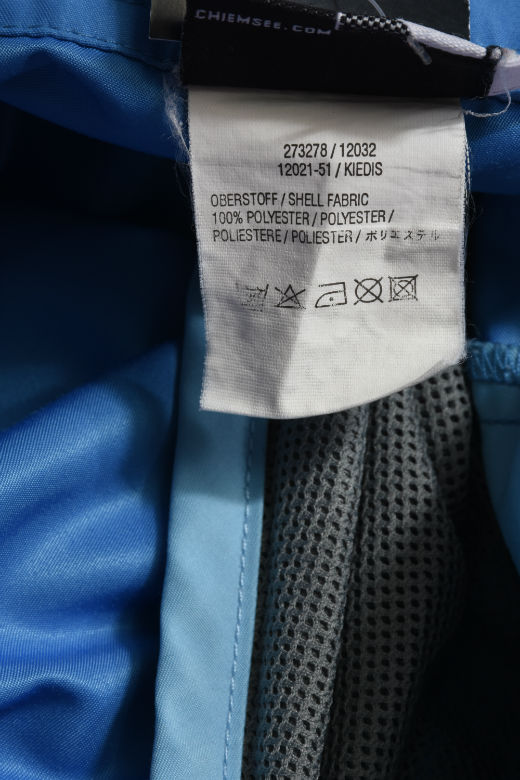 CHIEMSEE.COM
273278 / 12032
12021-51 / KIEDIS
OBERSTOFF / SHELL FABRIC
100% POLYESTER / POLYESTER /
POLIESTERE / POLIESTER / ポリエステル